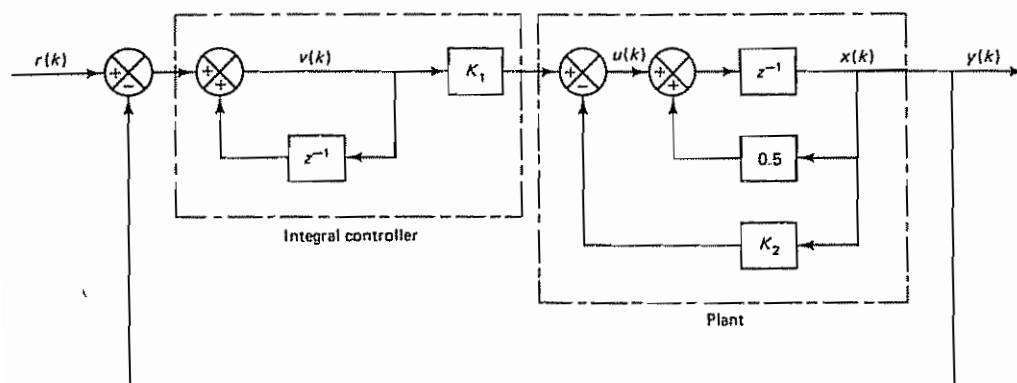 r(k)
+
−
+
+
v(k)
K₁
z⁻¹
Integral controller
+
−
u(k)
+
+
z⁻¹
x(k)
y(k)
0.5
K₂
Plant